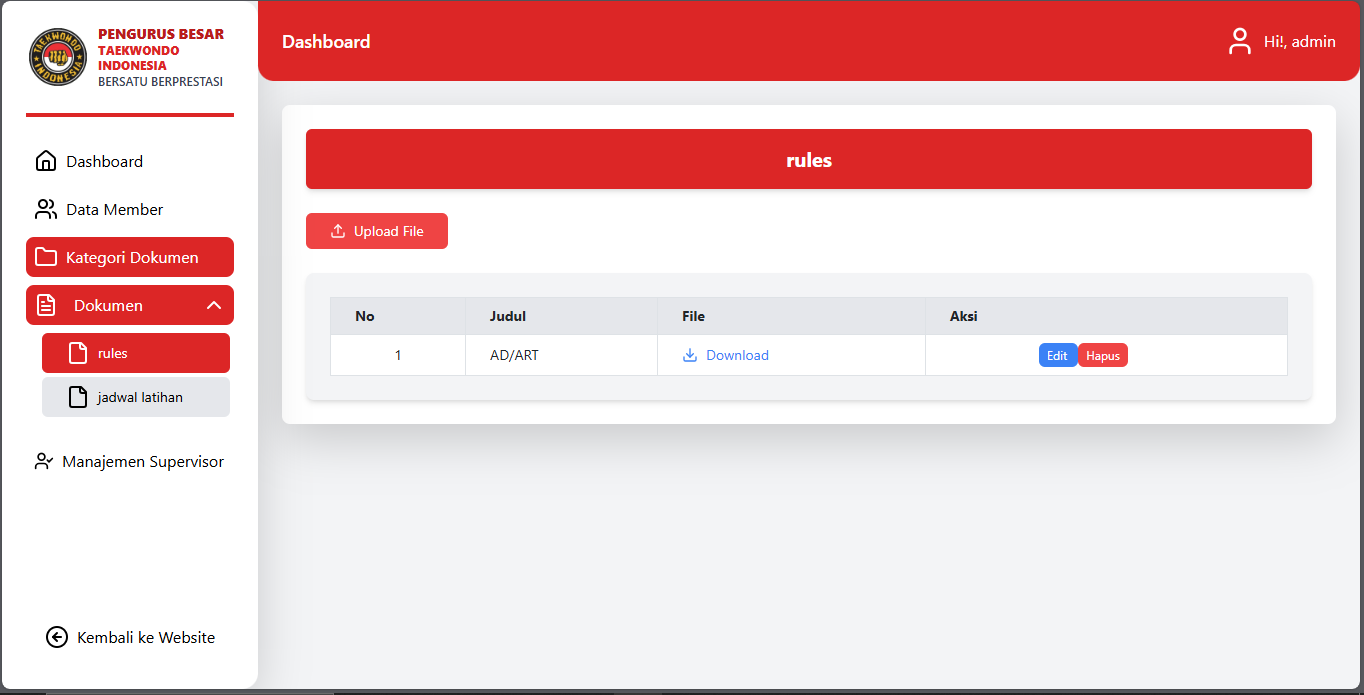 TAEKWONDO
INDONESIA
PENGURUS BESAR
TAEKWONDO
INDONESIA
BERSATU BERPRESTASI
Dashboard
Hi!, admin
Dashboard
Data Member
Kategori Dokumen
Dokumen
rules
jadwal latihan
Manajemen Supervisor
Kembali ke Website
rules
Upload File
No Judul File Aksi
1 AD/ART Download Edit Hapus